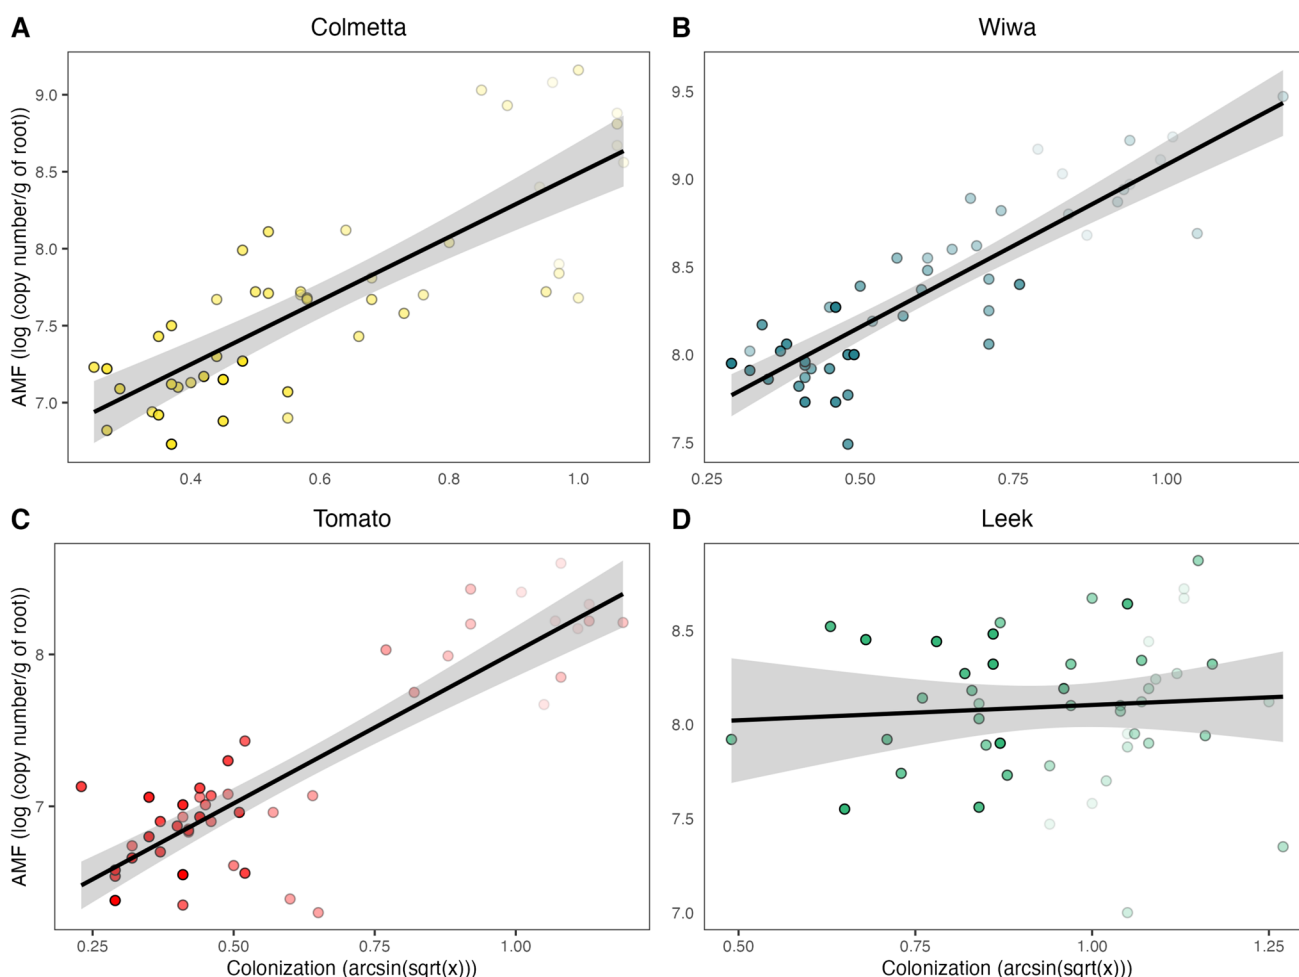 A Colmetta
AMF (log (copy number/g of root))
9.0
8.5
8.0
7.5
7.0
0.4 0.6 0.8 1.0
B Wiwa
9.5
9.0
8.5
8.0
7.5
0.25 0.50 0.75 1.00
C Tomato
AMF (log (copy number/g of root))
8
7
0.25 0.50 0.75 1.00
Colonization (arcsin(sqrt(x)))
D Leek
8.5
8.0
7.5
7.0
0.50 0.75 1.00 1.25
Colonization (arcsin(sqrt(x)))